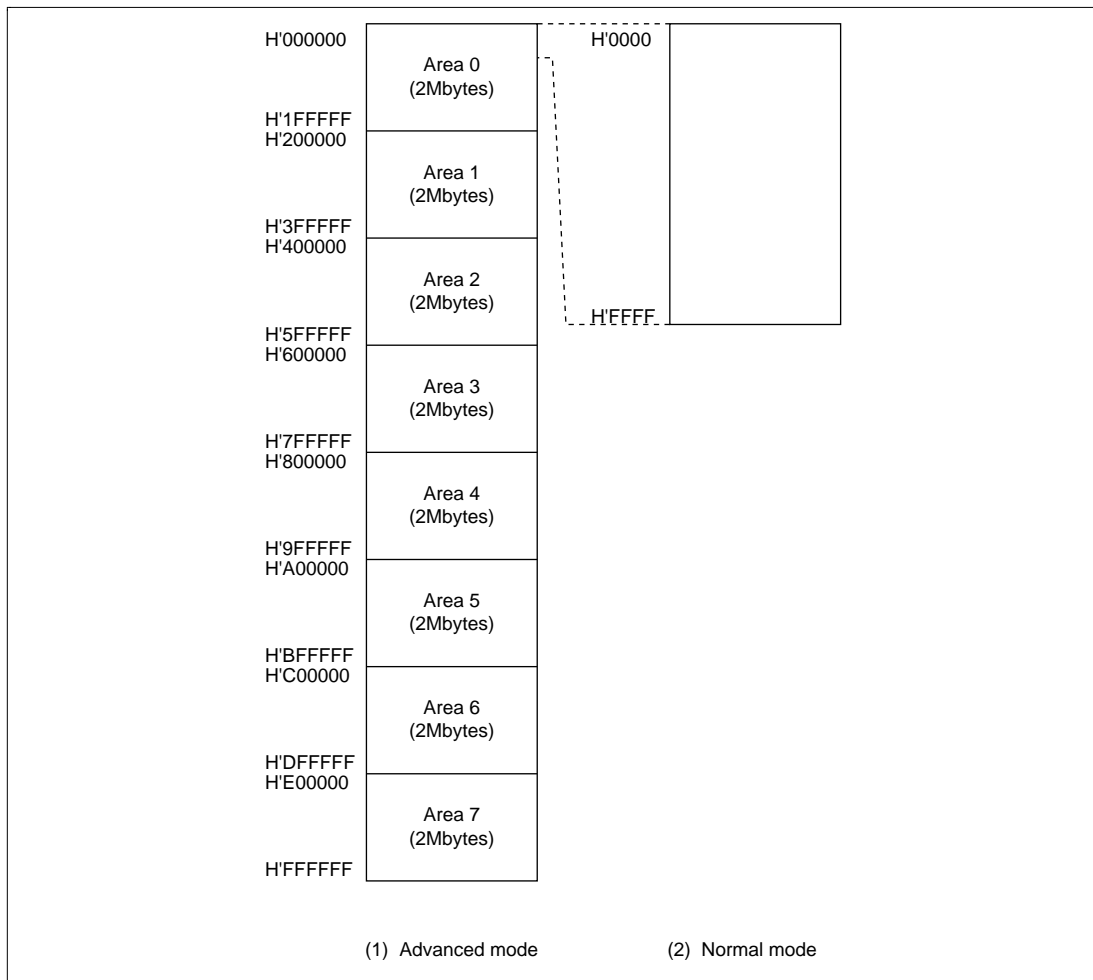 H'000000
H'0000
Area 0
(2Mbytes)
H'1FFFFF
H'200000
Area 1
(2Mbytes)
H'3FFFFF
H'400000
Area 2
(2Mbytes)
H'FFFF
H'5FFFFF
H'600000
Area 3
(2Mbytes)
H'7FFFFF
H'800000
Area 4
(2Mbytes)
H'9FFFFF
H'A00000
Area 5
(2Mbytes)
H'BFFFFF
H'C00000
Area 6
(2Mbytes)
H'DFFFFF
H'E00000
Area 7
(2Mbytes)
H'FFFFFF
(1) Advanced mode
(2) Normal mode